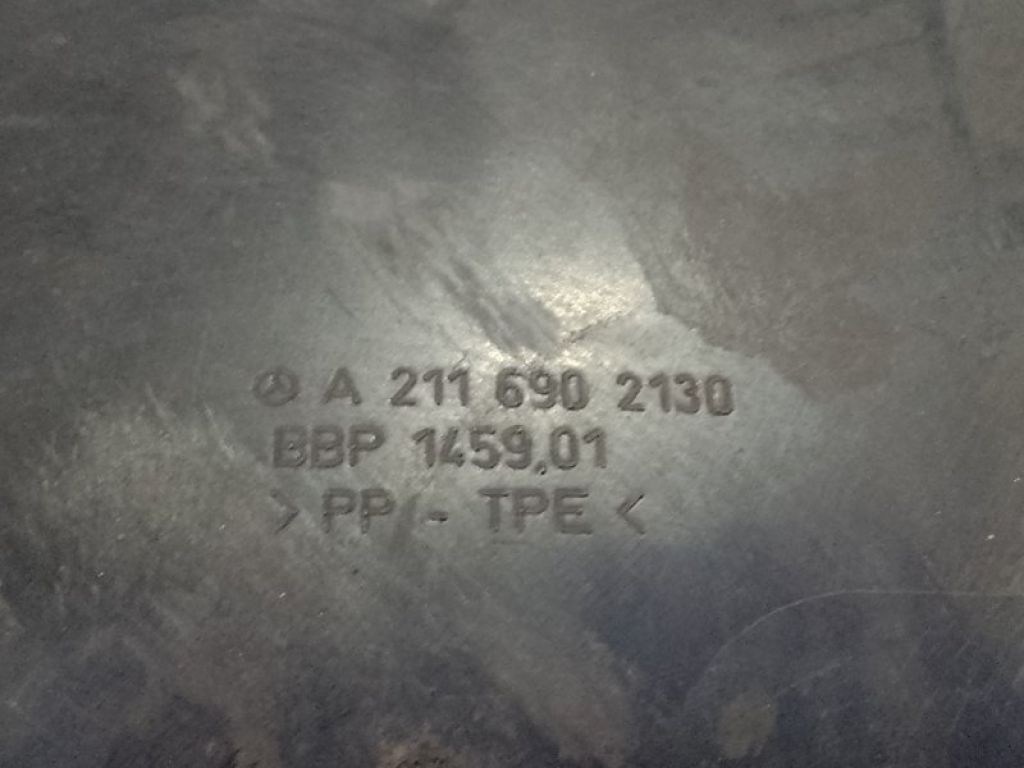 A 211 690 2130
BBP 1459.01
> PP - TPE <